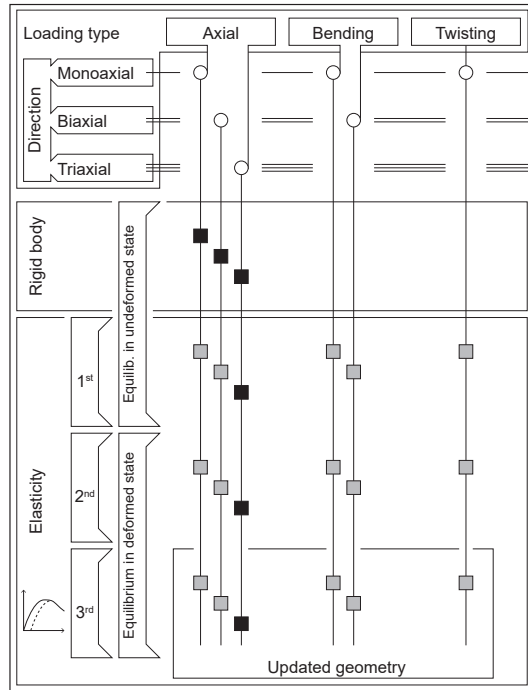 Loading type
Axial
Bending
Twisting
Direction
Monoaxial
Biaxial
Triaxial
Rigid body
Equilib. in undeformed state
Elasticity
1st
2nd
3rd
Equilibrium in deformed state
Updated geometry